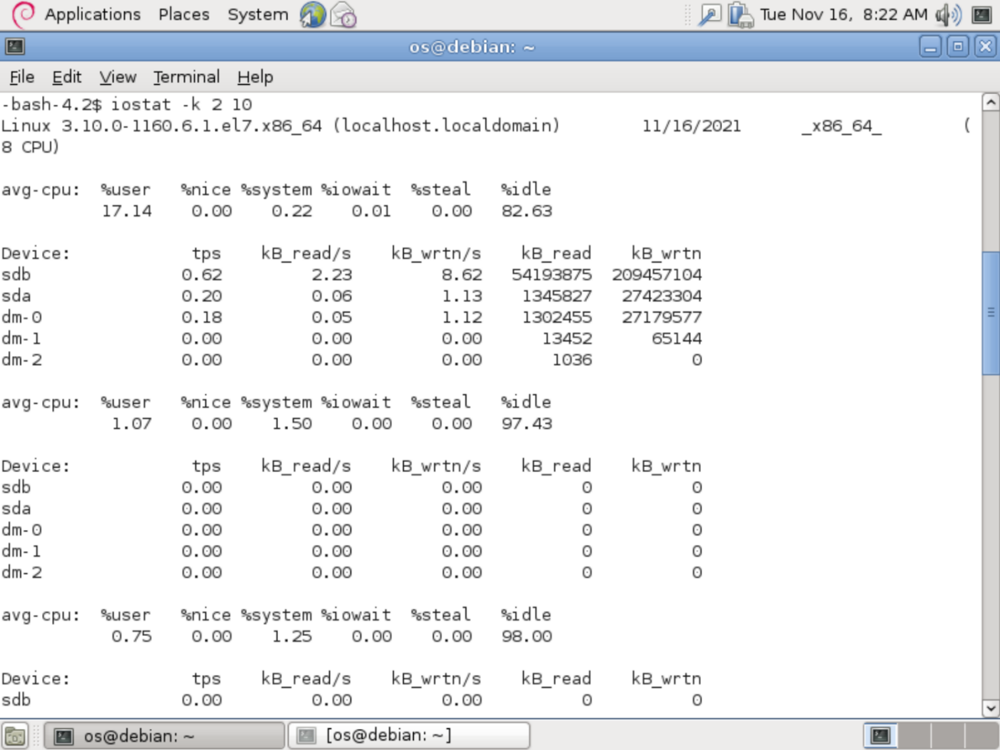 Applications Places System Tue Nov 16, 8:22 AM
os@debian: ~
File Edit View Terminal Help
-bash-4.2$ iostat -k 2 10
Linux 3.10.0-1160.6.1.el7.x86_64 (localhost.localdomain) 11/16/2021 _x86_64_ (
8 CPU)
avg-cpu: %user %nice %system %iowait %steal %idle
17.14 0.00 0.22 0.01 0.00 82.63
Device: tps kB_read/s kB_wrtn/s kB_read kB_wrtn
sdb 0.62 2.23 8.62 54193875 209457104
sda 0.20 0.06 1.13 1345827 27423304
dm-0 0.18 0.05 1.12 1302455 27179577
dm-1 0.00 0.00 0.00 13452 65144
dm-2 0.00 0.00 0.00 1036 0
avg-cpu: %user %nice %system %iowait %steal %idle
1.07 0.00 1.50 0.00 0.00 97.43
Device: tps kB_read/s kB_wrtn/s kB_read kB_wrtn
sdb 0.00 0.00 0.00 0 0
sda 0.00 0.00 0.00 0 0
dm-0 0.00 0.00 0.00 0 0
dm-1 0.00 0.00 0.00 0 0
dm-2 0.00 0.00 0.00 0 0
avg-cpu: %user %nice %system %iowait %steal %idle
0.75 0.00 1.25 0.00 0.00 98.00
Device: tps kB_read/s kB_wrtn/s kB_read kB_wrtn
sdb 0.00 0.00 0.00 0 0
os@debian: ~ [os@debian: ~]